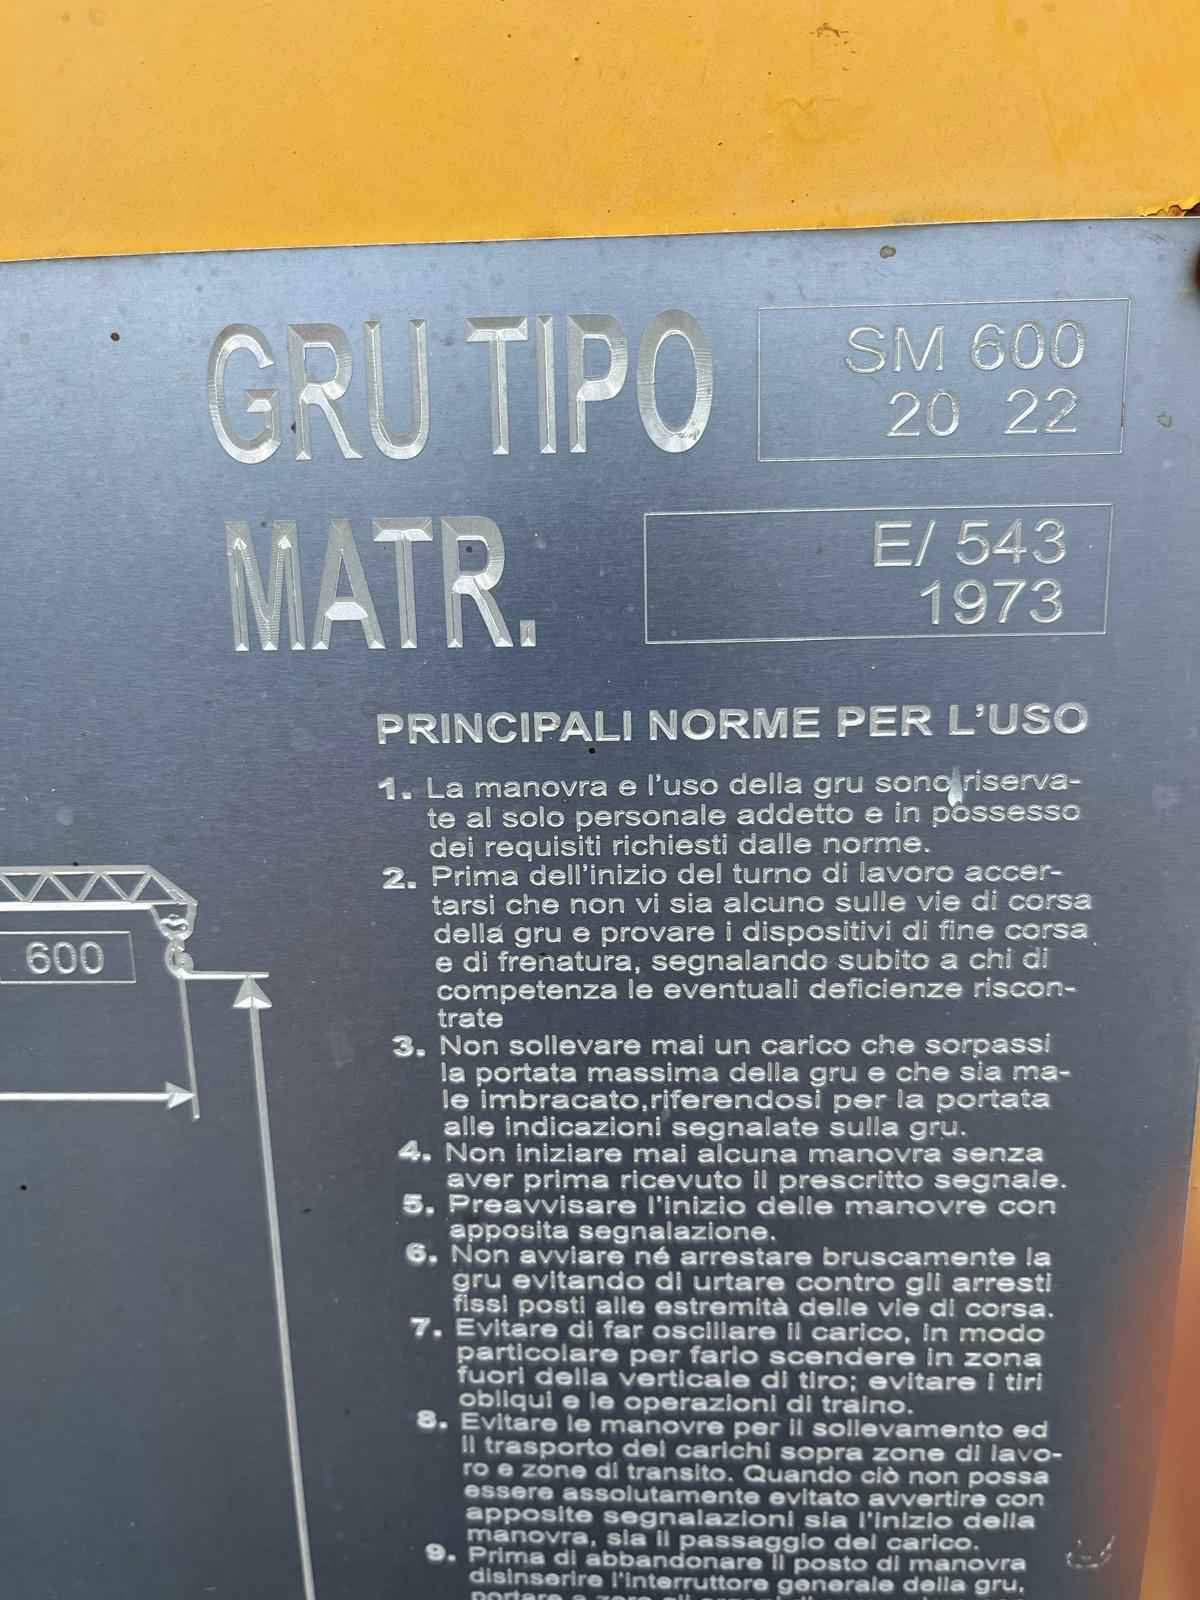 GRU TIPO
SM 600
20 22
MATR.
E/ 543
1973
PRINCIPALI NORME PER L'USO
1. La manovra e l'uso della gru sono riserva-
te al solo personale addetto e in possesso
dei requisiti richiesti dalle norme.
2. Prima dell'inizio del turno di lavoro accer-
tarsi che non vi sia alcuno sulle vie di corsa
della gru e provare i dispositivi di fine corsa
e di frenatura, segnalando subito a chi di
competenza le eventuali deficienze riscon-
trate
3. Non sollevare mai un carico che sorpassi
la portata massima della gru e che sia ma-
le imbracato,riferendosi per la portata
alle indicazioni segnalate sulla gru.
4. Non iniziare mai alcuna manovra senza
aver prima ricevuto il prescritto segnale.
5. Preavvisare l'inizio delle manovre con
apposita segnalazione.
6. Non avviare né arrestare bruscamente la
gru evitando di urtare contro gli arresti
fissi posti alle estremità delle vie di corsa.
7. Evitare di far oscillare il carico, in modo
particolare per farlo scendere in zona
fuori della verticale di tiro; evitare i tiri
obliqui e le operazioni di traino.
8. Evitare le manovre per il sollevamento ed
il trasporto dei carichi sopra zone di lavo-
ro e zone di transito. Quando ciò non possa
essere assolutamente evitato avvertire con
apposite segnalazioni sia l'inizio della
manovra, sia il passaggio del carico.
9. Prima di abbandonare il posto di manovra
disinserire l'interruttore generale della gru,
portare a zero gli
600